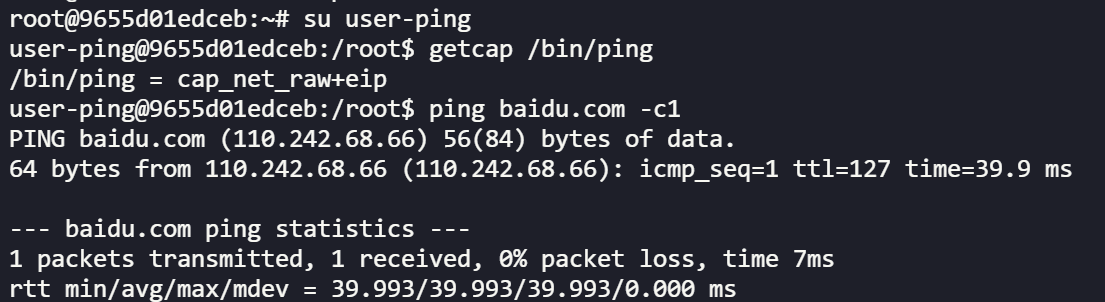 root@9655d01edceb:~# su user-ping
user-ping@9655d01edceb:/root$ getcap /bin/ping
/bin/ping = cap_net_raw+eip
user-ping@9655d01edceb:/root$ ping baidu.com -c1
PING baidu.com (110.242.68.66) 56(84) bytes of data.
64 bytes from 110.242.68.66 (110.242.68.66): icmp_seq=1 ttl=127 time=39.9 ms

--- baidu.com ping statistics ---
1 packets transmitted, 1 received, 0% packet loss, time 7ms
rtt min/avg/max/mdev = 39.993/39.993/39.993/0.000 ms